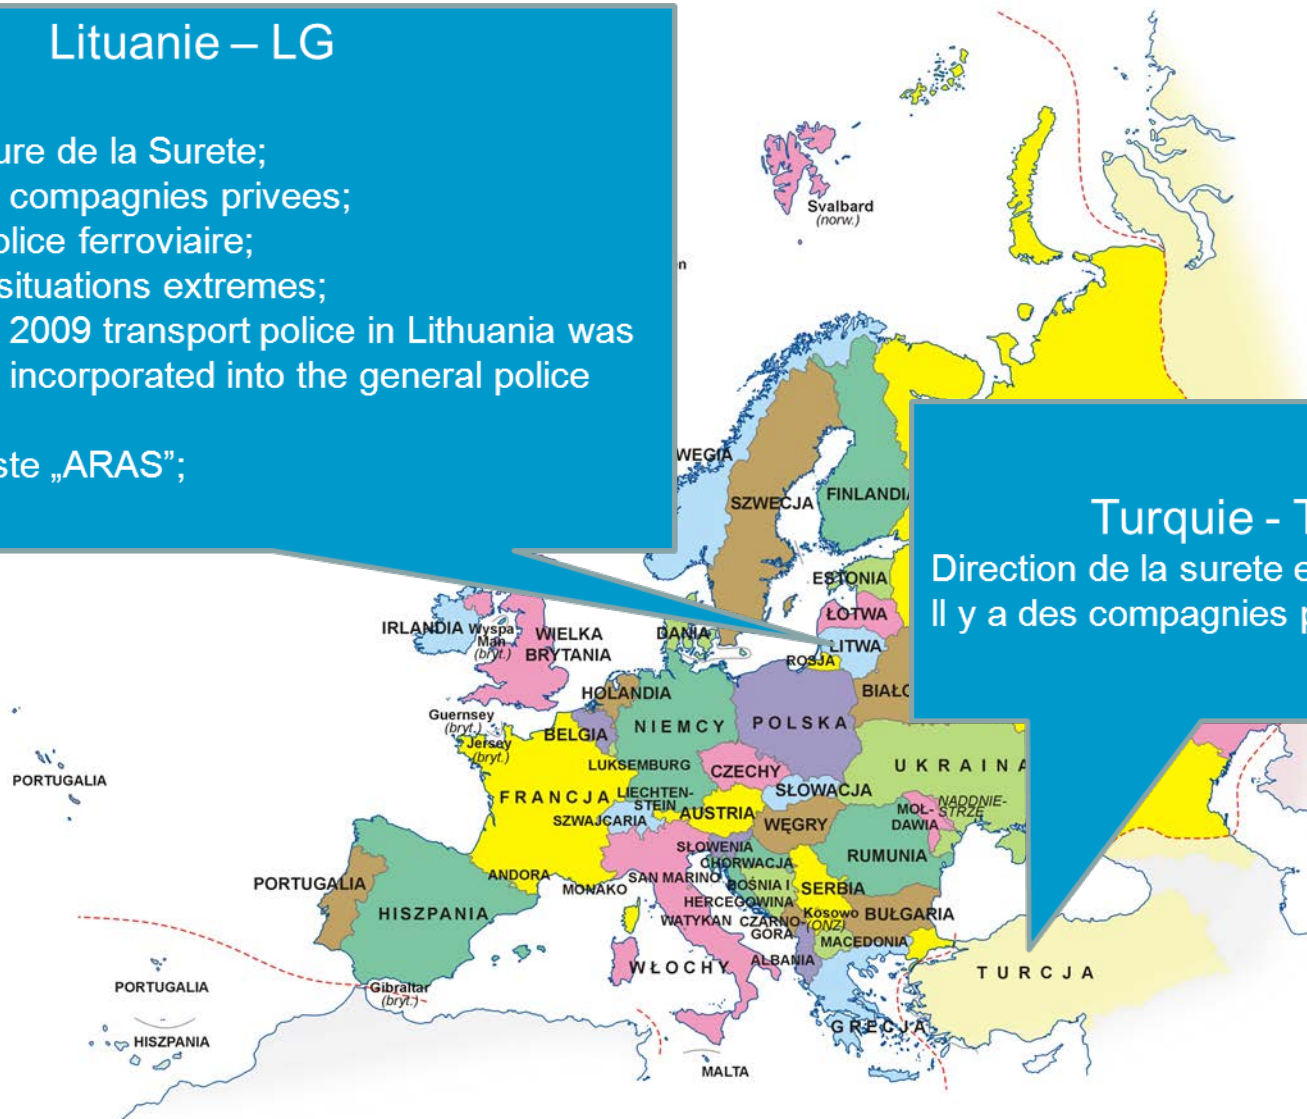 Lituanie – LG
ure de la Surete;
compagnies privees;
olice ferroviaire;
situations extremes;
2009 transport police in Lithuania was
incorporated into the general police
ste „ARAS”;
Turquie - T
Direction de la surete e
Il y a des compagnies p
Svalbard
(norw.)
n
WEGIA
SZWECJA
FINLANDIA
ESTONIA
ŁOTWA
LITWA
ROSJA
BIAŁO
IRLANDIA
Wyspa
Man
(bryt.)
WIELKA
BRYTANIA
DANIA
HOLANDIA
NIEMCY
POLSKA
Guernsey
(bryt.)
Jersey
(bryt.)
BELGIA
LUKSEMBURG
CZECHY
UKRAINA
PORTUGALIA
FRANCJA
LIECHTEN-
STEIN
SZWAJCARIA
AUSTRIA
SŁOWACJA
WĘGRY
MOŁ-
DAWIA
NADDNIE-
STRZE
SŁOWENIA
CHORWACJA
RUMUNIA
PORTUGALIA
HISZPANIA
ANDORA
MONAKO
SAN MARINO
BOŚNIA I
HERCEGOWINA
SERBIA
WATYKAN
CZARNO-
GÓRA
Kosowo
(ONZ)
BUŁGARIA
MACEDONIA
ALBANIA
WŁOCHY
GRECJA
TURCJA
PORTUGALIA
Gibraltar
(bryt.)
HISZPANIA
MALTA